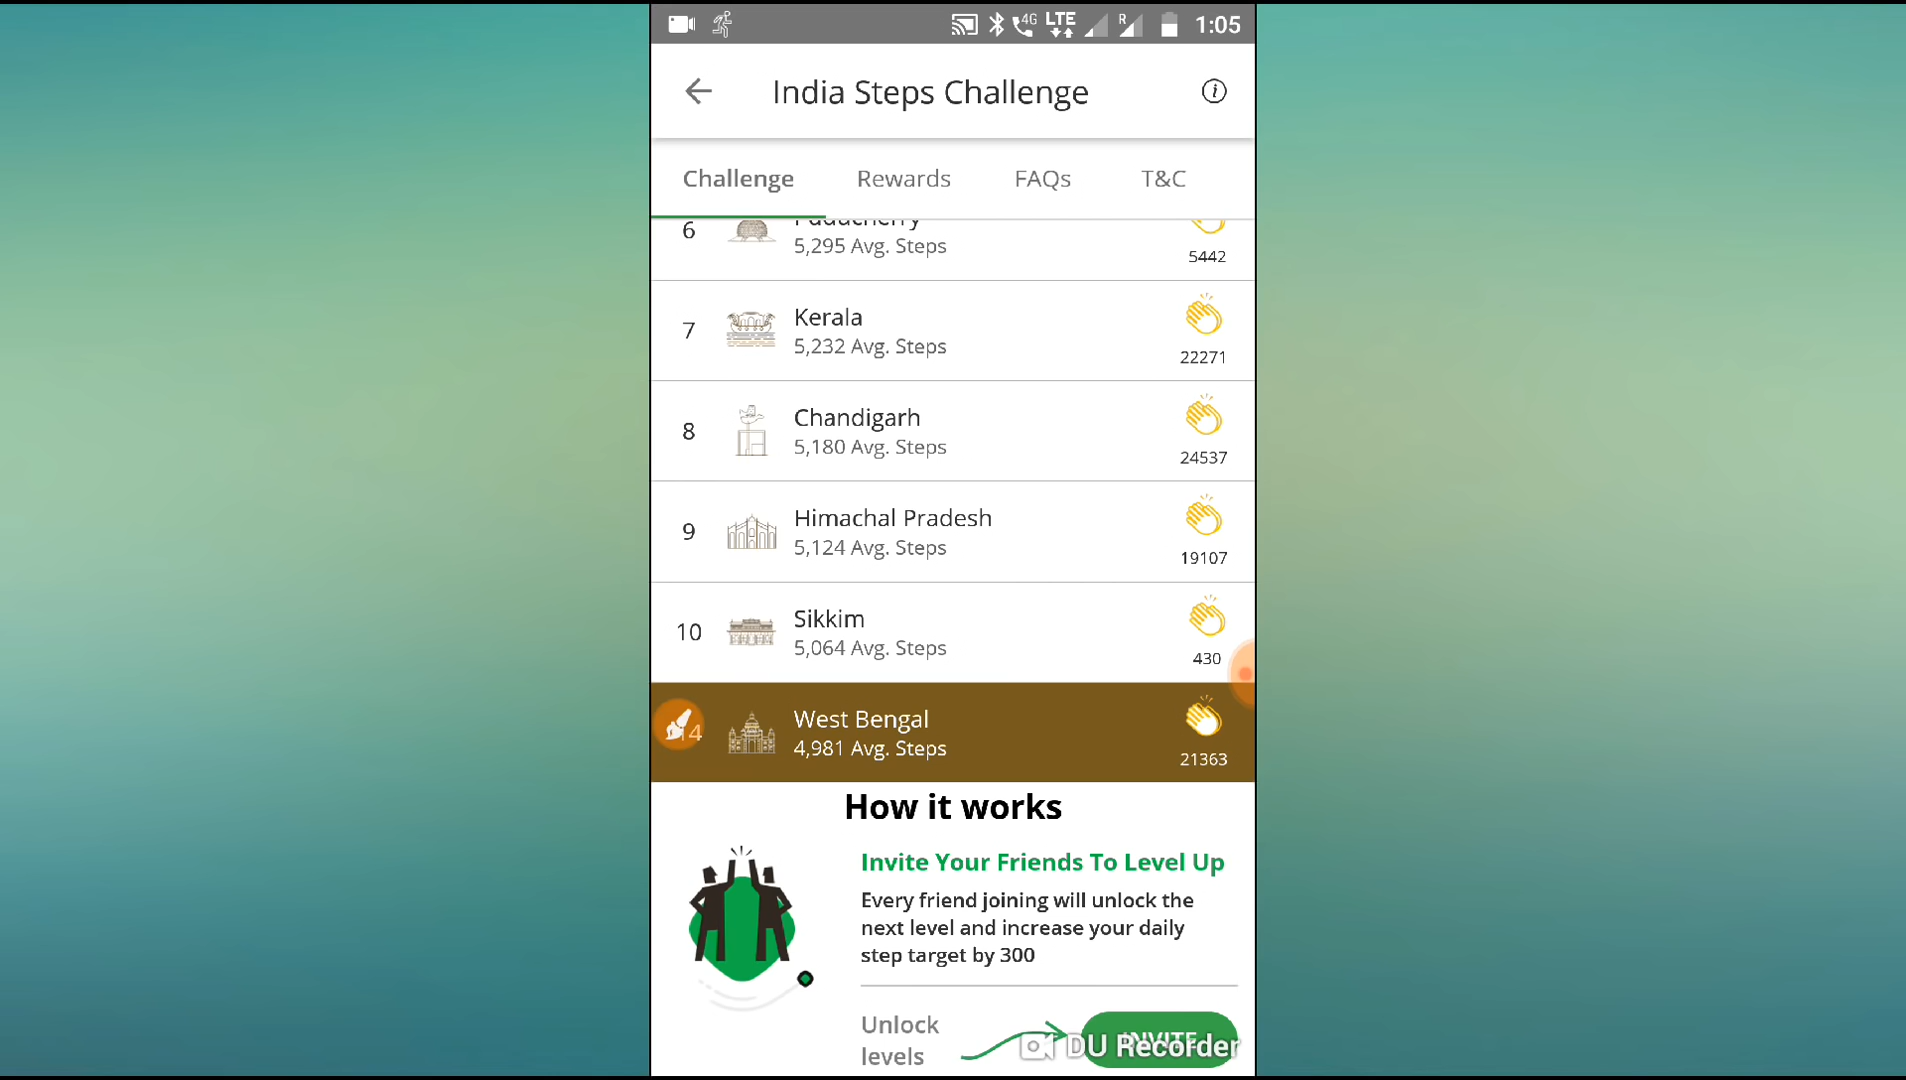 4G LTE R 1:05
India Steps Challenge
Challenge Rewards FAQs T&C
6
5,295 Avg. Steps
5442
7 Kerala
5,232 Avg. Steps
22271
8 Chandigarh
5,180 Avg. Steps
24537
9 Himachal Pradesh
5,124 Avg. Steps
19107
10 Sikkim
5,064 Avg. Steps
430
West Bengal
4,981 Avg. Steps
21363
How it works
Invite Your Friends To Level Up
Every friend joining will unlock the
next level and increase your daily
step target by 300
Unlock
levels
INVITE
DU Recorder